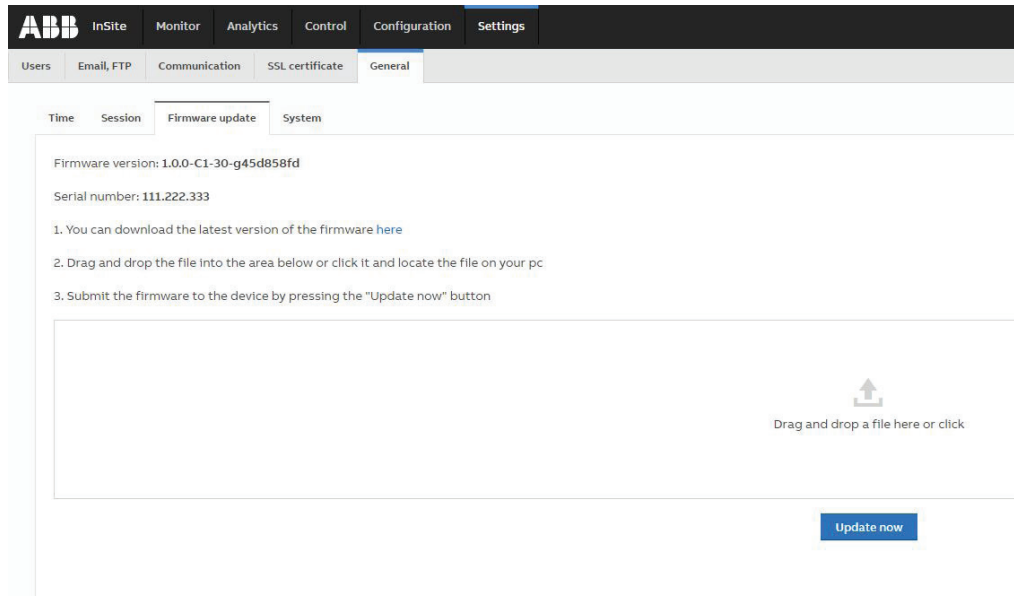 ABB InSite Monitor Analytics Control Configuration Settings
Users Email, FTP Communication SSL certificate General
Time Session Firmware update System
Firmware version: 1.0.0-C1-30-g45d858fd
Serial number: 111.222.333
1. You can download the latest version of the firmware here
2. Drag and drop the file into the area below or click it and locate the file on your pc
3. Submit the firmware to the device by pressing the "Update now" button
Drag and drop a file here or click
Update now